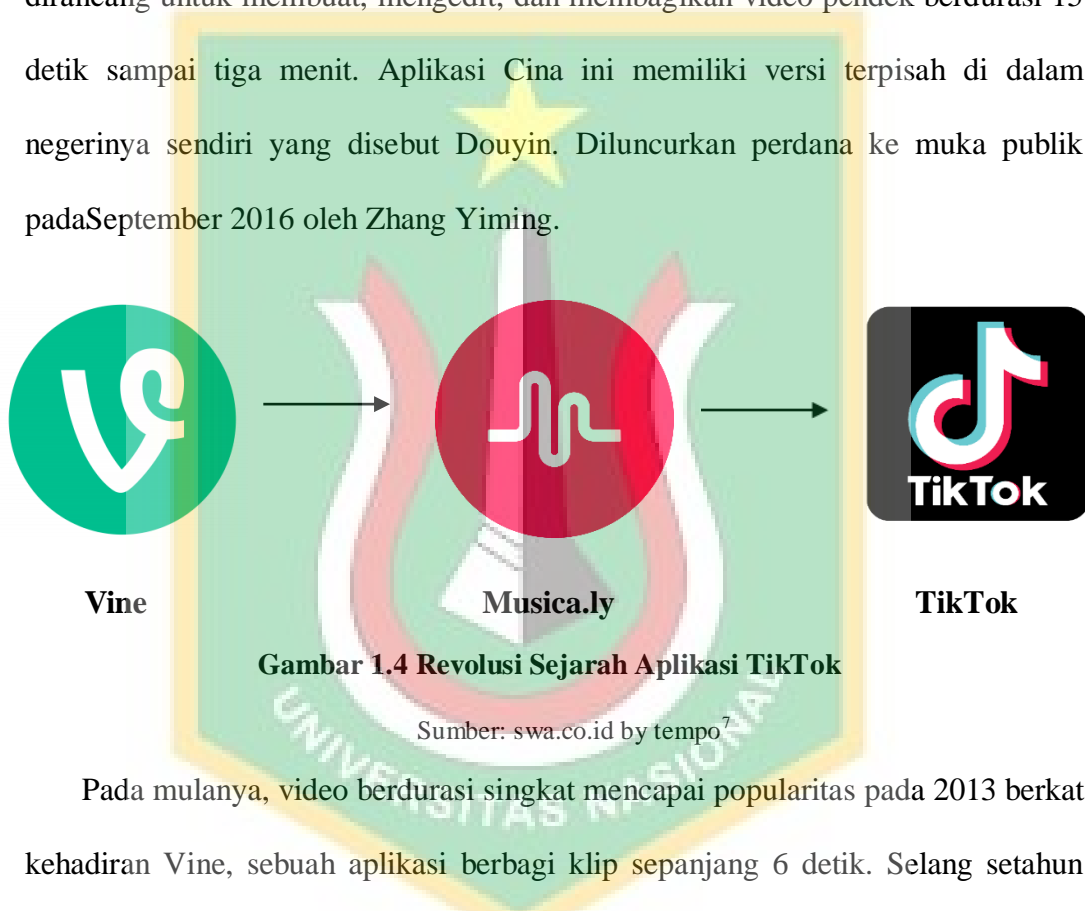 dirancang untuk membuat, mengedit, dan membagikan video pendek berdurasi 15
detik sampai tiga menit. Aplikasi Cina ini memiliki versi terpisah di dalam
negerinya sendiri yang disebut Douyin. Diluncurkan perdana ke muka publik
padaSeptember 2016 oleh Zhang Yiming.
TikTok
Vine Musica.ly TikTok
Gambar 1.4 Revolusi Sejarah Aplikasi TikTok
Sumber: swa.co.id by tempo7
UNIVERSITAS NASIONAL
Pada mulanya, video berdurasi singkat mencapai popularitas pada 2013 berkat
kehadiran Vine, sebuah aplikasi berbagi klip sepanjang 6 detik. Selang setahun